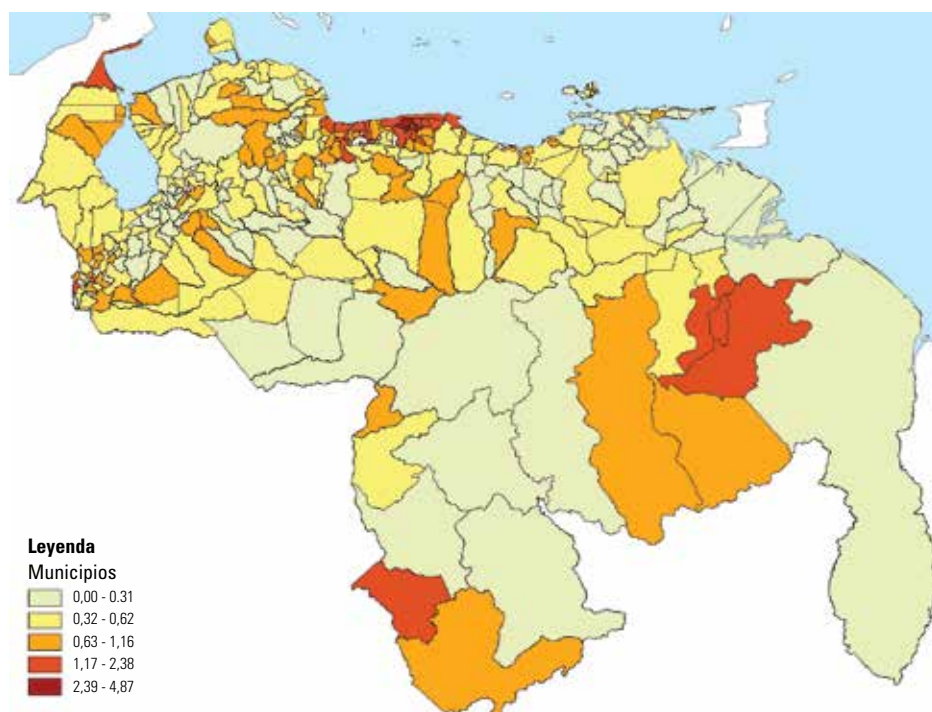 Leyenda
Municipios
0,00 - 0.31
0,32 - 0,62
0,63 - 1,16
1,17 - 2,38
2,39 - 4,87